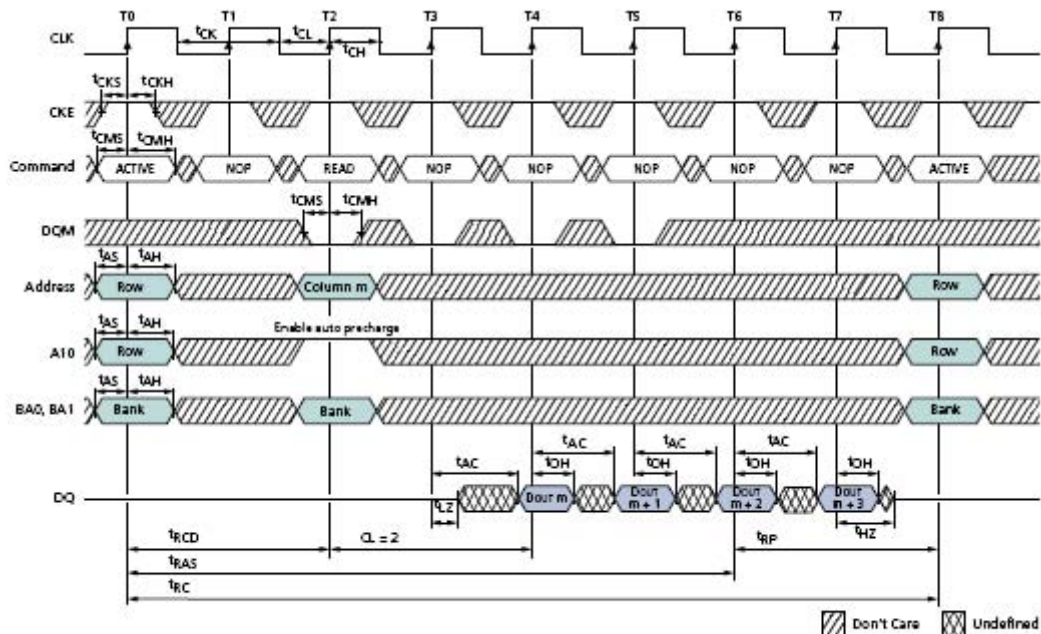 T0 T1 T2 T3 T4 T5 T6 T7 T8
CLK
tCK tCL
tCH
tCKS tCKH
CKE
tCMS tCMH
Command ACTIVE NOP READ NOP NOP NOP NOP NOP ACTIVE
tCMS tCMH
DQM
tAS tAH
Address Row Column m Row
tAS tAH Enable auto precharge
A10 Row Row
tAS tAH
BA0, BA1 Bank Bank Bank
tAC tAC tAC tAC
tOH tOH tOH tOH
DQ Dout m Dout m + 1 Dout m + 2 Dout m + 3
tLZ tHZ
tRCD CL = 2 tRP
tRAS
tRC
Don't Care Undefined